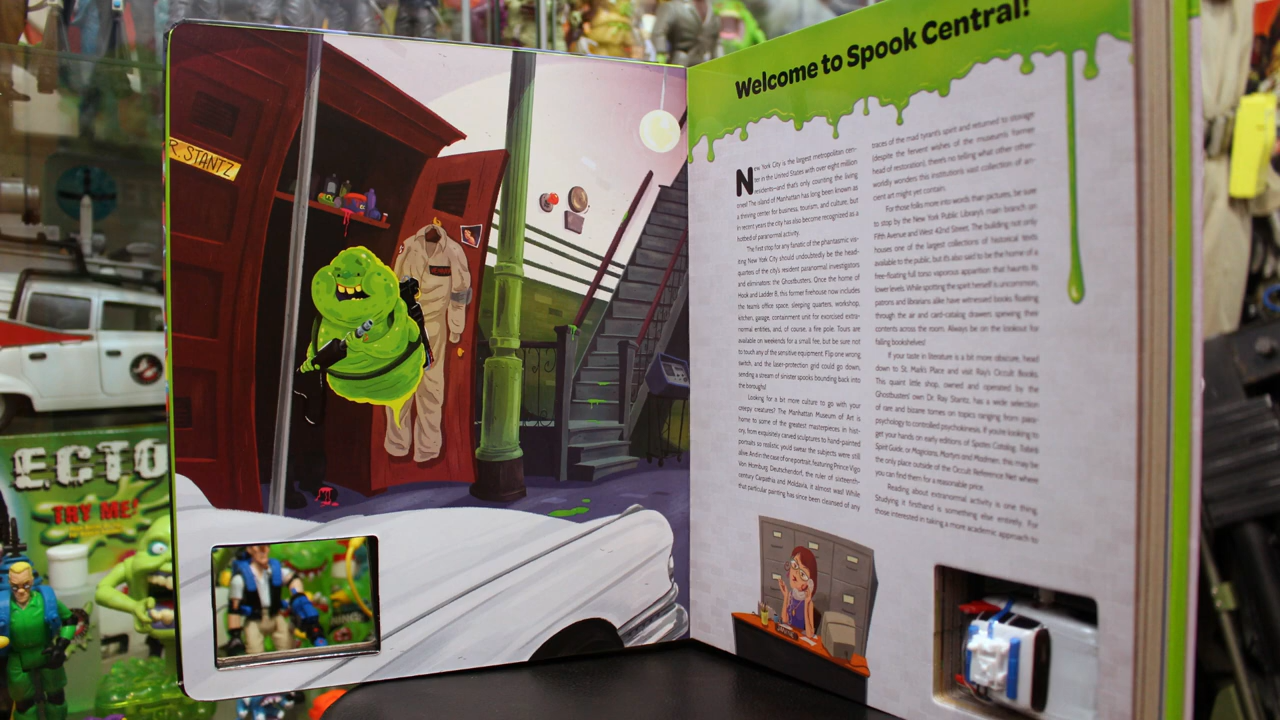 R. STANTZ
ECTO
TRY ME!
Welcome to Spook Central!
New York City is the largest metropolitan cen-
ter in the United States with over eight million
residents—and that's only counting the living
ones! The island of Manhattan has long been known as
a thriving center for business, tourism, and culture, but
in recent years the city has also become recognized as a
hotbed of paranormal activity.
The first stop for any fanatic of the phantasmic vis-
iting New York City should undoubtedly be the head-
quarters of the city's resident paranormal investigators
and eliminators: the Ghostbusters. Once the home of
Hook and Ladder 8, this former firehouse now includes
the team's office space, sleeping quarters, workshop,
kitchen, garage, containment unit for exorcised extra-
normal entities, and, of course, a fire pole. Tours are
available on weekends for a small fee, but be sure not
to touch any of the sensitive equipment. Flip one wrong
switch, and the laser-protection grid could go down,
sending a stream of sinister spooks bounding back into
the boroughs!
Looking for a bit more culture to go with your
creepy creatures? The Manhattan Museum of Art is
home to some of the greatest masterpieces in hist-
ory, from exquisitely carved sculptures to hand-painted
portraits so realistic you'd swear the subjects were still
alive. And in the case of one portrait, featuring Prince Vigo
Von Homburg Deutschendorf, the ruler of sixteenth-
century Carpathia and Moldavia, it almost was! While
that particular painting has since been cleansed of any
traces of the mad tyrant's spirit and returned to storage
(despite the fervent wishes of the museum's former
head of restoration), there's no telling what other other-
worldly wonders this institution's vast collection of an-
cient art might yet contain.
For those folks more into words than pictures, be sure
to stop by the New York Public Library's main branch on
Fifth Avenue and West 42nd Street. The building not only
houses one of the largest collections of historical texts
available to the public, but it's also said to be the home of a
free-floating full torso vaporous apparition that haunts its
lower levels. While spotting the spirit herself is uncommon,
patrons and librarians alike have witnessed books floating
through the air and card-catalog drawers spewing their
contents across the room. Always be on the lookout for
falling bookshelves!
If your taste in literature is a bit more obscure, head
down to St. Mark's Place and visit Ray's Occult Books.
This quaint little shop, owned and operated by the
Ghostbusters' own Dr. Ray Stantz, has a wide selection
of rare and bizarre tomes on topics ranging from para-
psychology to controlled psychokinesis. If you're looking to
get your hands on early editions of Spates Catalog, Tobin's
Spirit Guide, or Magicians, Martyrs and Madmen, this may be
the only place outside of the Occult Reference Net where
you can find them for a reasonable price.
Reading about extranormal activity is one thing.
Studying it firsthand is something else entirely. For
those interested in taking a more academic approach to